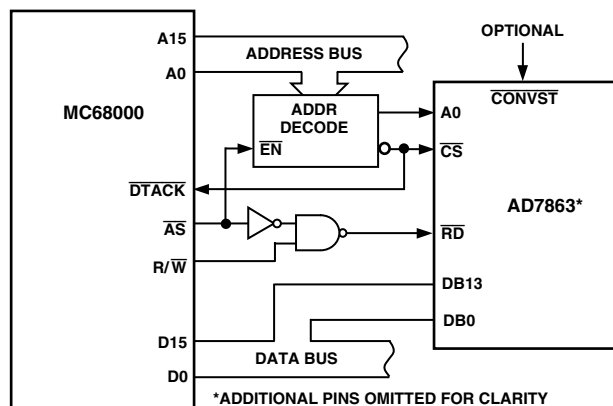 A15
ADDRESS BUS
OPTIONAL
A0
MC68000
CONVST
ADDR
DECODE
A0
EN
CS
DTACK
AD7863*
AS
RD
R/W
DB13
DB0
D15
DATA BUS
D0
*ADDITIONAL PINS OMITTED FOR CLARITY